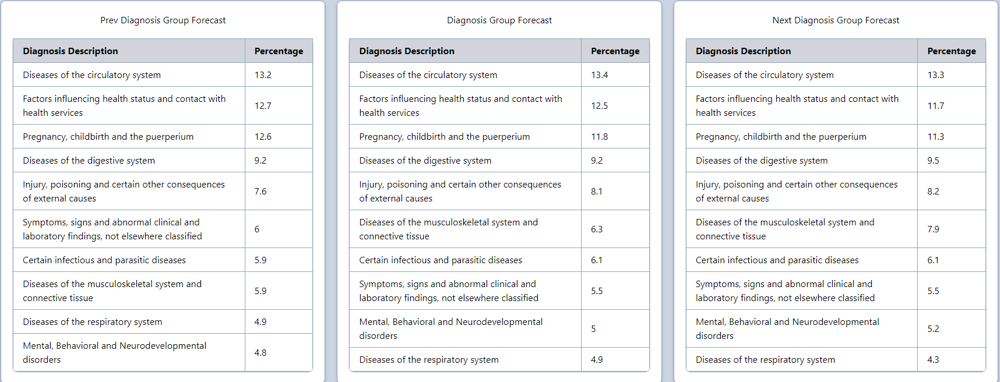 Prev Diagnosis Group Forecast
Diagnosis Description Percentage
Diseases of the circulatory system 13.2
Factors influencing health status and contact with
health services 12.7
Pregnancy, childbirth and the puerperium 12.6
Diseases of the digestive system 9.2
Injury, poisoning and certain other consequences
of external causes 7.6
Symptoms, signs and abnormal clinical and
laboratory findings, not elsewhere classified 6
Certain infectious and parasitic diseases 5.9
Diseases of the musculoskeletal system and
connective tissue 5.9
Diseases of the respiratory system 4.9
Mental, Behavioral and Neurodevelopmental
disorders 4.8
Diagnosis Group Forecast
Diagnosis Description Percentage
Diseases of the circulatory system 13.4
Factors influencing health status and contact with
health services 12.5
Pregnancy, childbirth and the puerperium 11.8
Diseases of the digestive system 9.2
Injury, poisoning and certain other consequences
of external causes 8.1
Diseases of the musculoskeletal system and
connective tissue 6.3
Certain infectious and parasitic diseases 6.1
Symptoms, signs and abnormal clinical and
laboratory findings, not elsewhere classified 5.5
Mental, Behavioral and Neurodevelopmental
disorders 5
Diseases of the respiratory system 4.9
Next Diagnosis Group Forecast
Diagnosis Description Percentage
Diseases of the circulatory system 13.3
Factors influencing health status and contact with
health services 11.7
Pregnancy, childbirth and the puerperium 11.3
Diseases of the digestive system 9.5
Injury, poisoning and certain other consequences
of external causes 8.2
Diseases of the musculoskeletal system and
connective tissue 7.9
Certain infectious and parasitic diseases 6.1
Symptoms, signs and abnormal clinical and
laboratory findings, not elsewhere classified 5.5
Mental, Behavioral and Neurodevelopmental
disorders 5.2
Diseases of the respiratory system 4.3